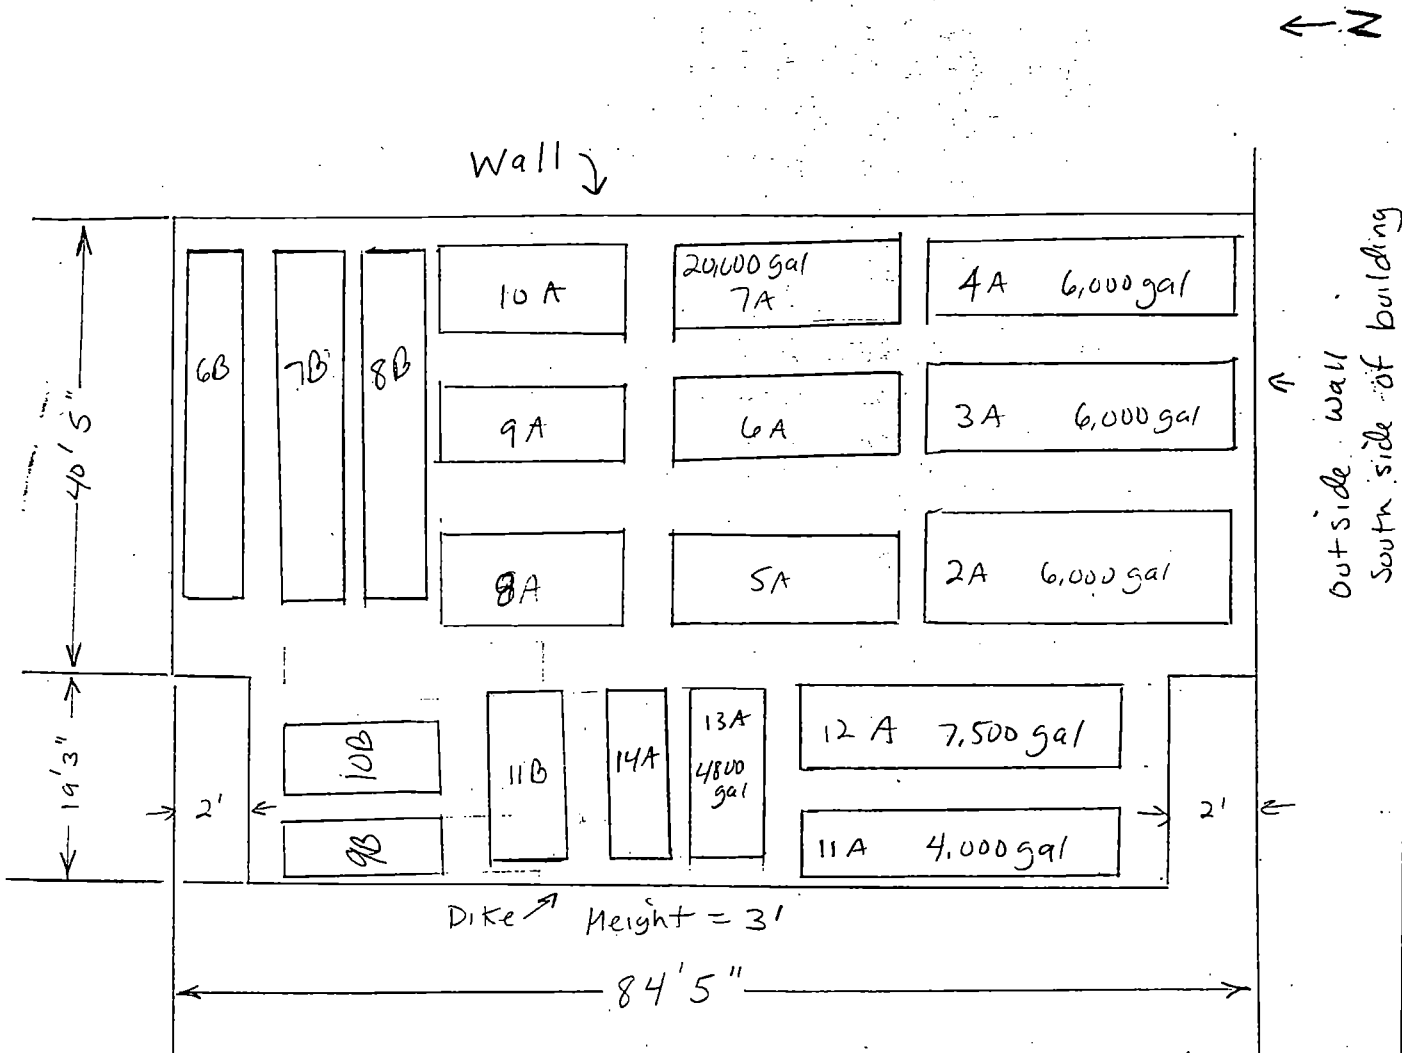 ← N
Wall
40'5"
6B
7B
8B
10 A
20,000 gal
7A
4A 6,000 gal
9A
6A
3A 6,000 gal
8A
5A
2A 6,000 gal
Outside wall
South side of building
19'3"
2'
10B
9B
11B
14A
13A
4800
gal
12 A 7,500 gal
11A 4,000 gal
2'
Dike Height = 3'
84'5"